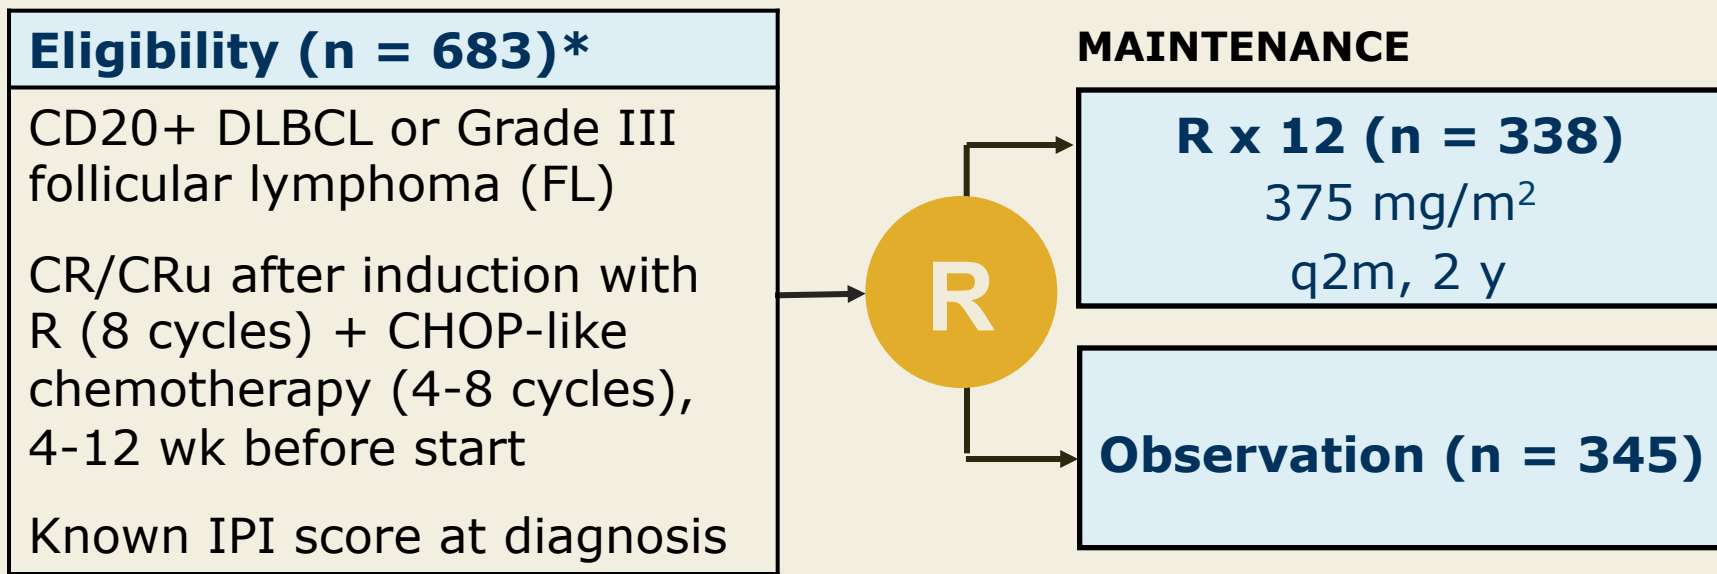 Eligibility (n = 683)*
CD20+ DLBCL or Grade III
follicular lymphoma (FL)
CR/CRu after induction with
R (8 cycles) + CHOP-like
chemotherapy (4-8 cycles),
4-12 wk before start
Known IPI score at diagnosis
R
MAINTENANCE
R x 12 (n = 338)
375 mg/m²
q2m, 2 y
Observation (n = 345)